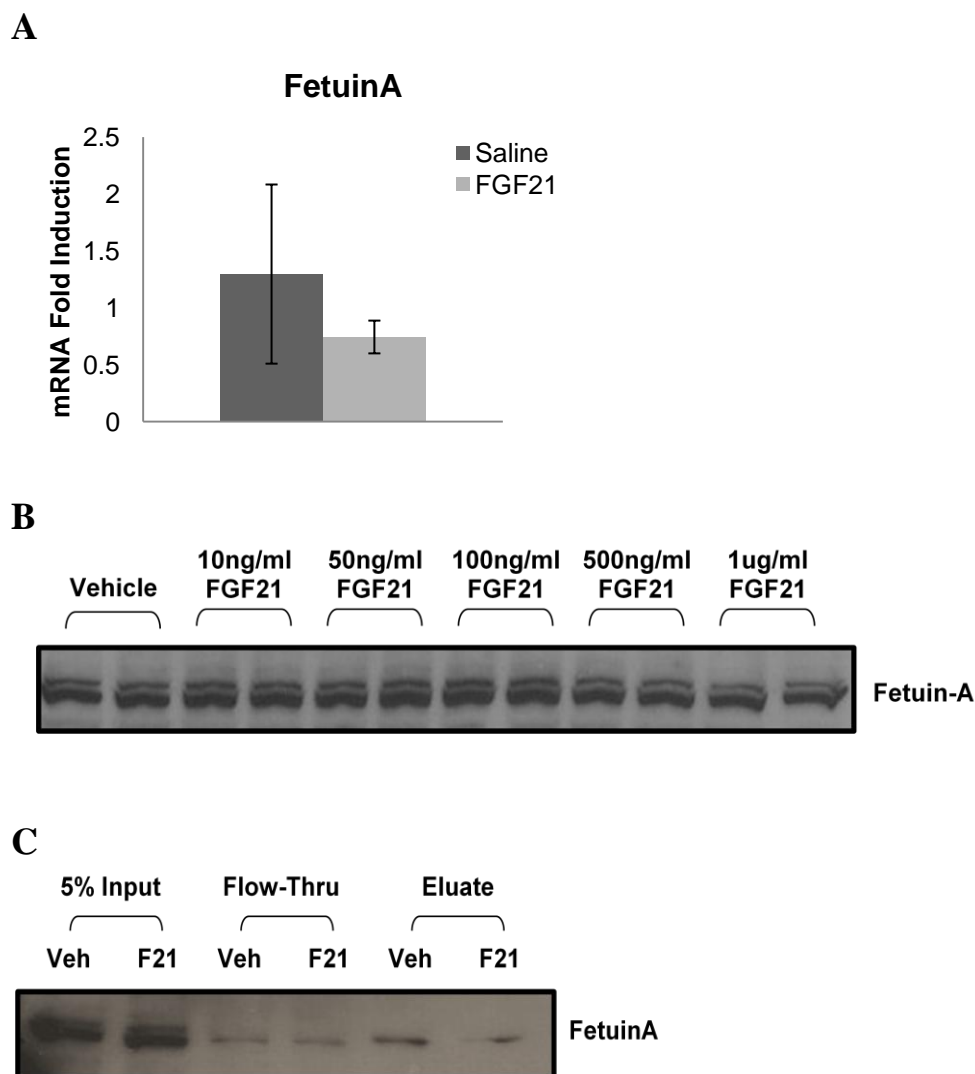 A
FetuinA
mRNA Fold Induction
2.5
2
1.5
1
0.5
0
Saline
FGF21
B
Vehicle
10ng/ml FGF21
50ng/ml FGF21
100ng/ml FGF21
500ng/ml FGF21
1ug/ml FGF21
Fetuin-A
C
5% Input
Flow-Thru
Eluate
Veh F21 Veh F21 Veh F21
FetuinA